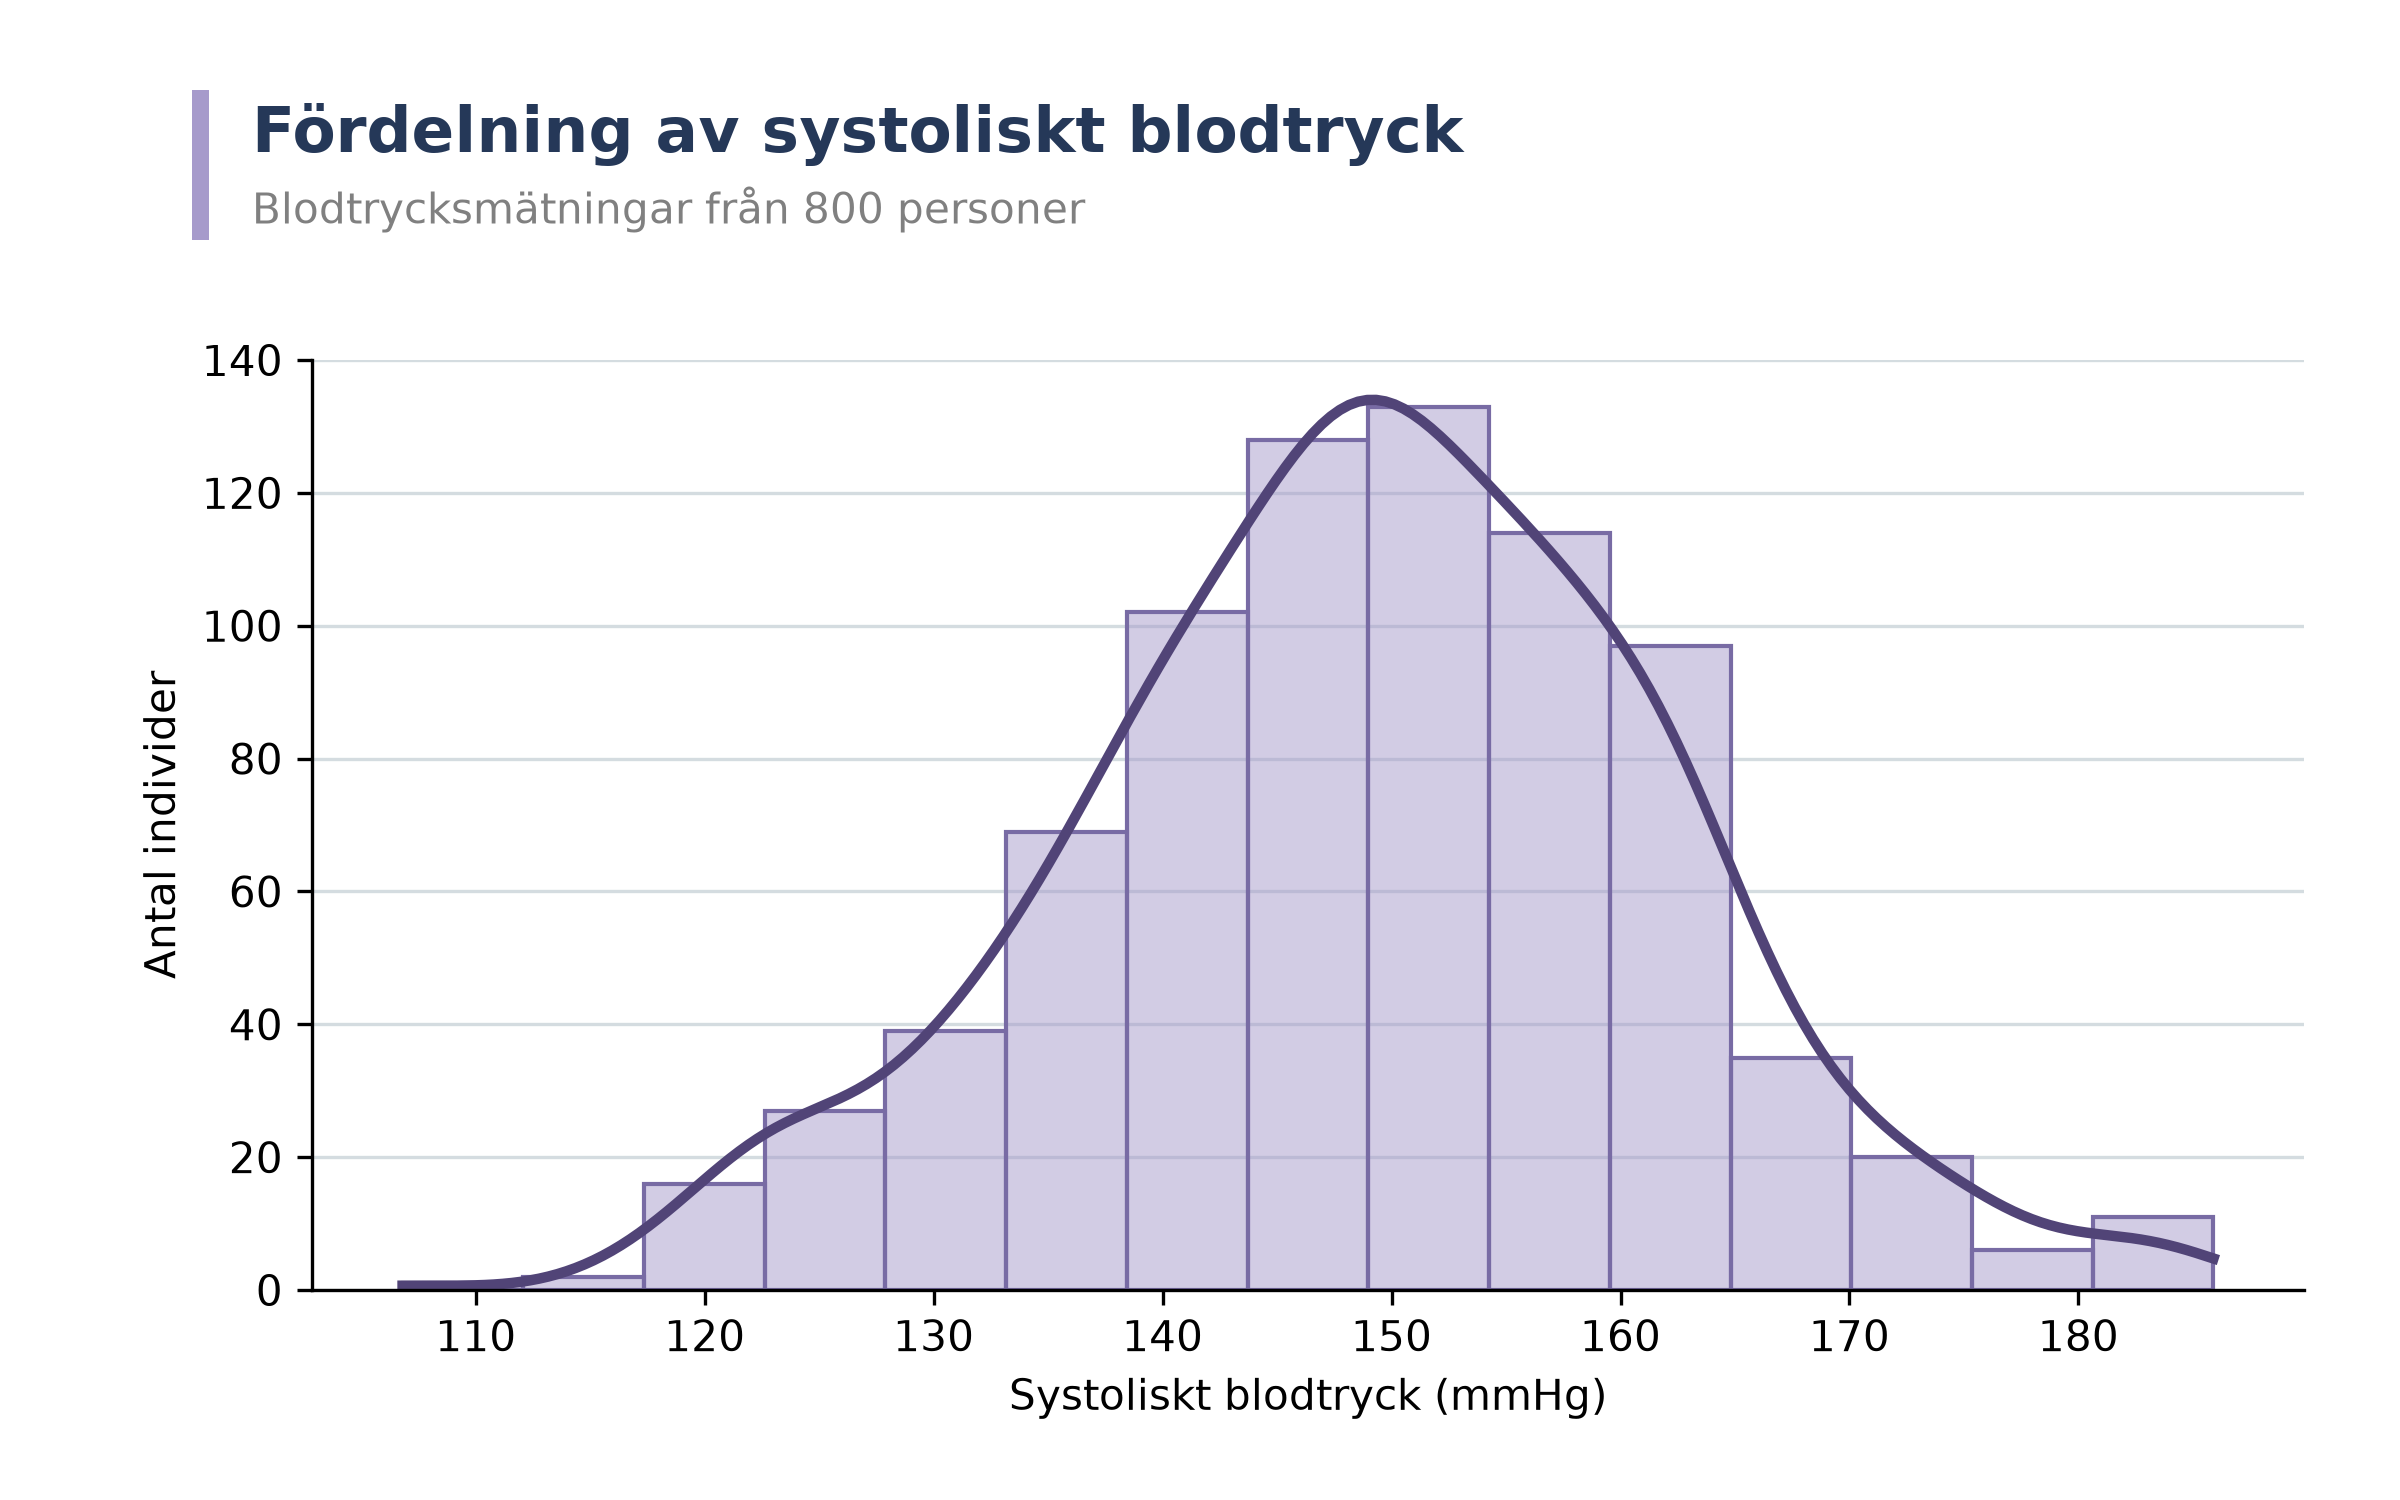 Fördelning av systoliskt blodtryck
Blodtrycksmätningar från 800 personer
140
120
100
80
60
40
20
0
Antal individer
110 120 130 140 150 160 170 180
Systoliskt blodtryck (mmHg)